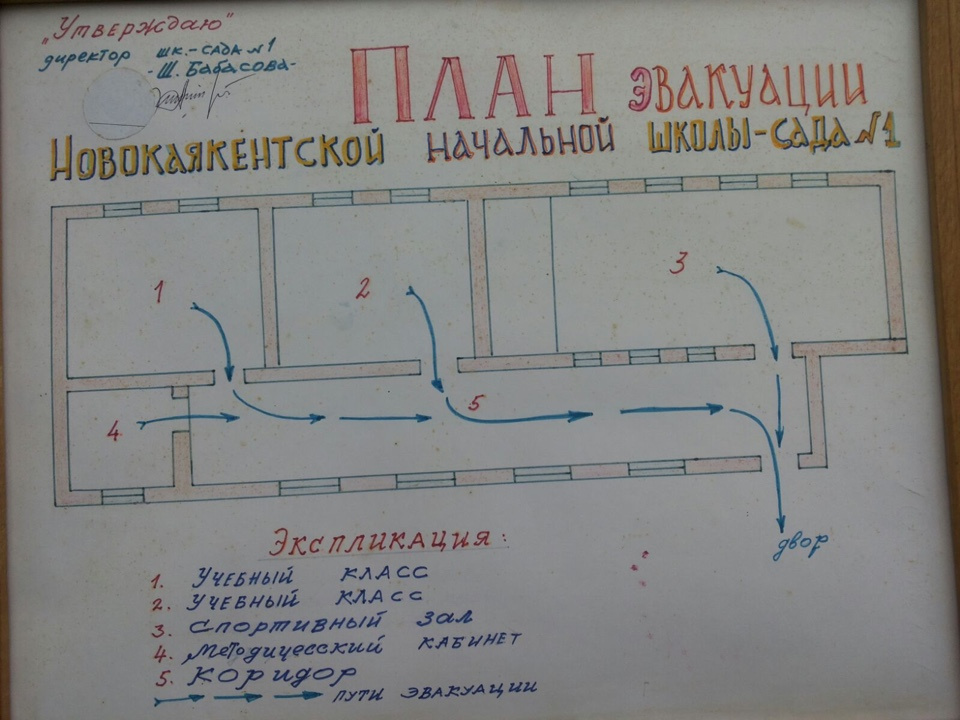 „Утверждаю"
директор шк.-сада №1
-Ш. Бабасова-
План эвакуации
Новокаякентской начальной школы-сада №1
1
2
3
4
5
двор
Экспликация:
1. Учебный класс
2. Учебный класс
3. Спортивный зал
4. Методицесский кабинет
5. Коридор
пути эвакуации